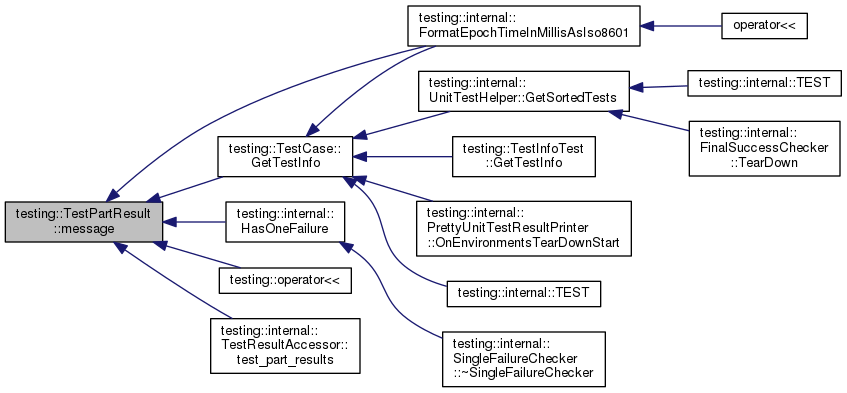 testing::TestPartResult
::message
testing::internal::
FormatEpochTimeInMillisAsIso8601
operator<<
testing::TestCase::
GetTestInfo
testing::internal::
UnitTestHelper::GetSortedTests
testing::internal::TEST
testing::internal::
FinalSuccessChecker
::TearDown
testing::TestInfoTest
::GetTestInfo
testing::internal::
PrettyUnitTestResultPrinter
::OnEnvironmentsTearDownStart
testing::internal::TEST
testing::internal::
HasOneFailure
testing::internal::
SingleFailureChecker
::~SingleFailureChecker
testing::operator<<
testing::internal::
TestResultAccessor::
test_part_results